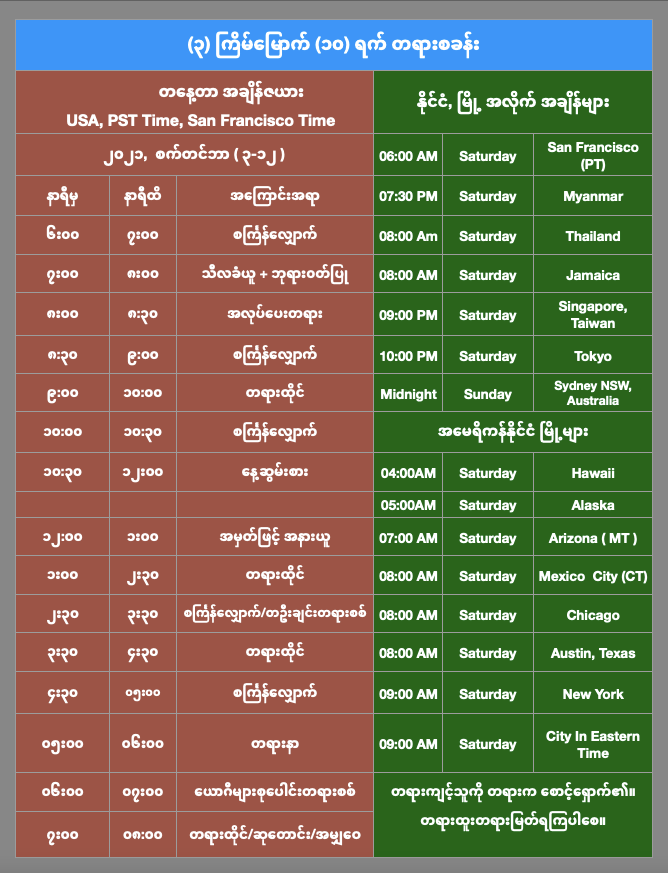 (၃) ကြိမ်မြောက် (၁၀) ရက် တရားစခန်း
တနေ့တာ အချိန်ဇယား
USA, PST Time, San Francisco Time
၂၀၂၁, စက်တင်ဘာ ( ၃-၁၂ )
နာရီမှ နာရီထိ အကြောင်းအရာ
၆း၀၀ ၇း၀၀ စင်္ကြန်လျှောက်
၇း၀၀ ၈း၀၀ သီလခံယူ + ဘုရားဝတ်ပြု
၈း၀၀ ၈း၃၀ အလုပ်ပေးတရား
၈း၃၀ ၉း၀၀ စင်္ကြန်လျှောက်
၉း၀၀ ၁၀း၀၀ တရားထိုင်
၁၀း၀၀ ၁၀း၃၀ စင်္ကြန်လျှောက်
၁၀း၃၀ ၁၂း၀၀ နေ့ဆွမ်းစား
၁၂း၀၀ ၁း၀၀ အမှတ်ဖြင့် အနားယူ
၁း၀၀ ၂း၃၀ တရားထိုင်
၂း၃၀ ၃း၃၀ စင်္ကြန်လျှောက်/တဦးချင်းတရားစစ်
၃း၃၀ ၄း၃၀ တရားထိုင်
၄း၃၀ ၀၅း၀၀ စင်္ကြန်လျှောက်
၀၅း၀၀ ၀၆း၀၀ တရားနာ
၀၆း၀၀ ၀၇း၀၀ ယောဂီများစုပေါင်းတရားစစ်
၇း၀၀ ၀၈း၀၀ တရားထိုင်/ဆုတောင်း/အမျှဝေ
နိုင်ငံ, မြို့ အလိုက် အချိန်များ
06:00 AM Saturday San Francisco
(PT)
07:30 PM Saturday Myanmar
08:00 Am Saturday Thailand
08:00 AM Saturday Jamaica
09:00 PM Saturday Singapore,
Taiwan
10:00 PM Saturday Tokyo
Midnight Sunday Sydney NSW,
Australia
အမေရိကန်နိုင်ငံ မြို့များ
04:00AM Saturday Hawaii
05:00AM Saturday Alaska
07:00 AM Saturday Arizona ( MT )
08:00 AM Saturday Mexico City (CT)
08:00 AM Saturday Chicago
08:00 AM Saturday Austin, Texas
09:00 AM Saturday New York
09:00 AM Saturday City In Eastern
Time
တရားကျင့်သူကို တရားက စောင့်ရှောက်၏။
တရားထူးတရားမြတ်ရကြပါစေ။